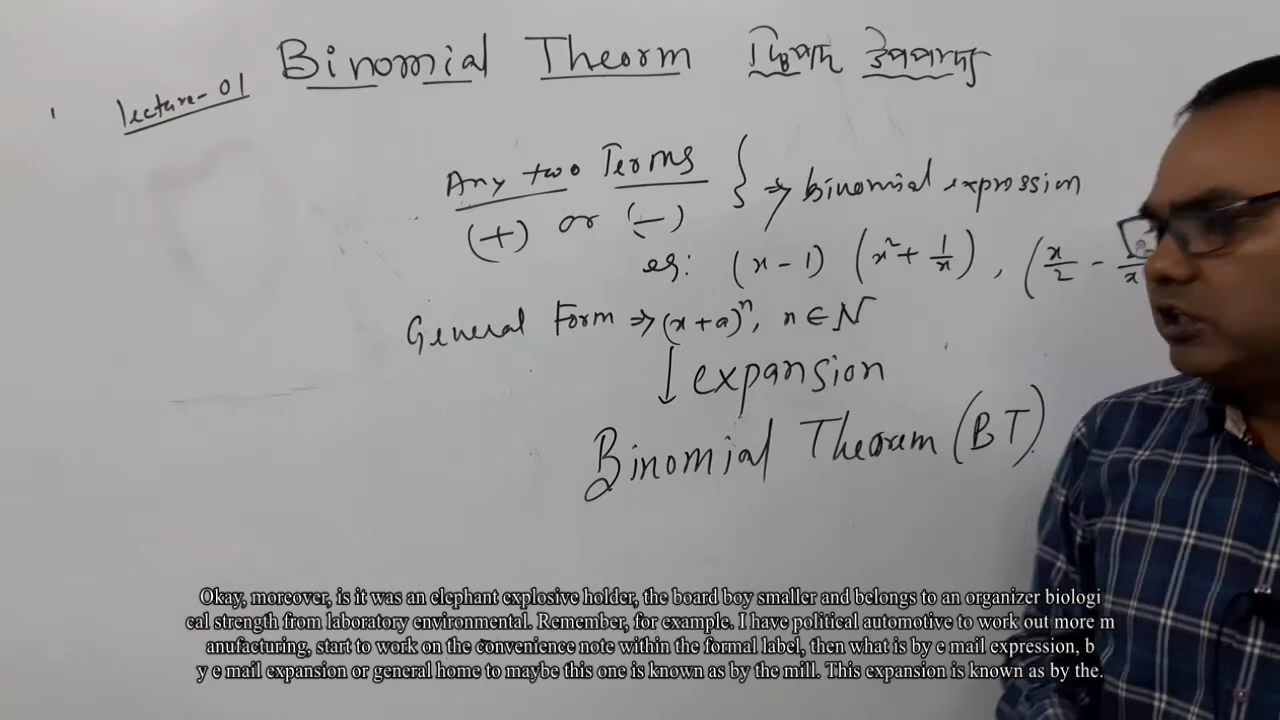 Binomial Theorm द्विपद
lecture-01
Any two Terms } ⇒ binomial expression
(+) or (−)
eg: (x − 1) (x² + 1/x), (x/2 −
General Form ⇒ (x+a)ⁿ, n ∈ N
↓ expansion
Binomial Theorem (BT)
Okay, moreover, is it was an elephant explosive holder, the board boy smaller and belongs to an organizer biologi
cal strength from laboratory environmental. Remember, for example. I have political automotive to work out more m
anufacturing, start to work on the convenience note within the formal label, then what is by e mail expression, b
y e mail expansion or general home to maybe this one is known as by the mill. This expansion is known as by the.